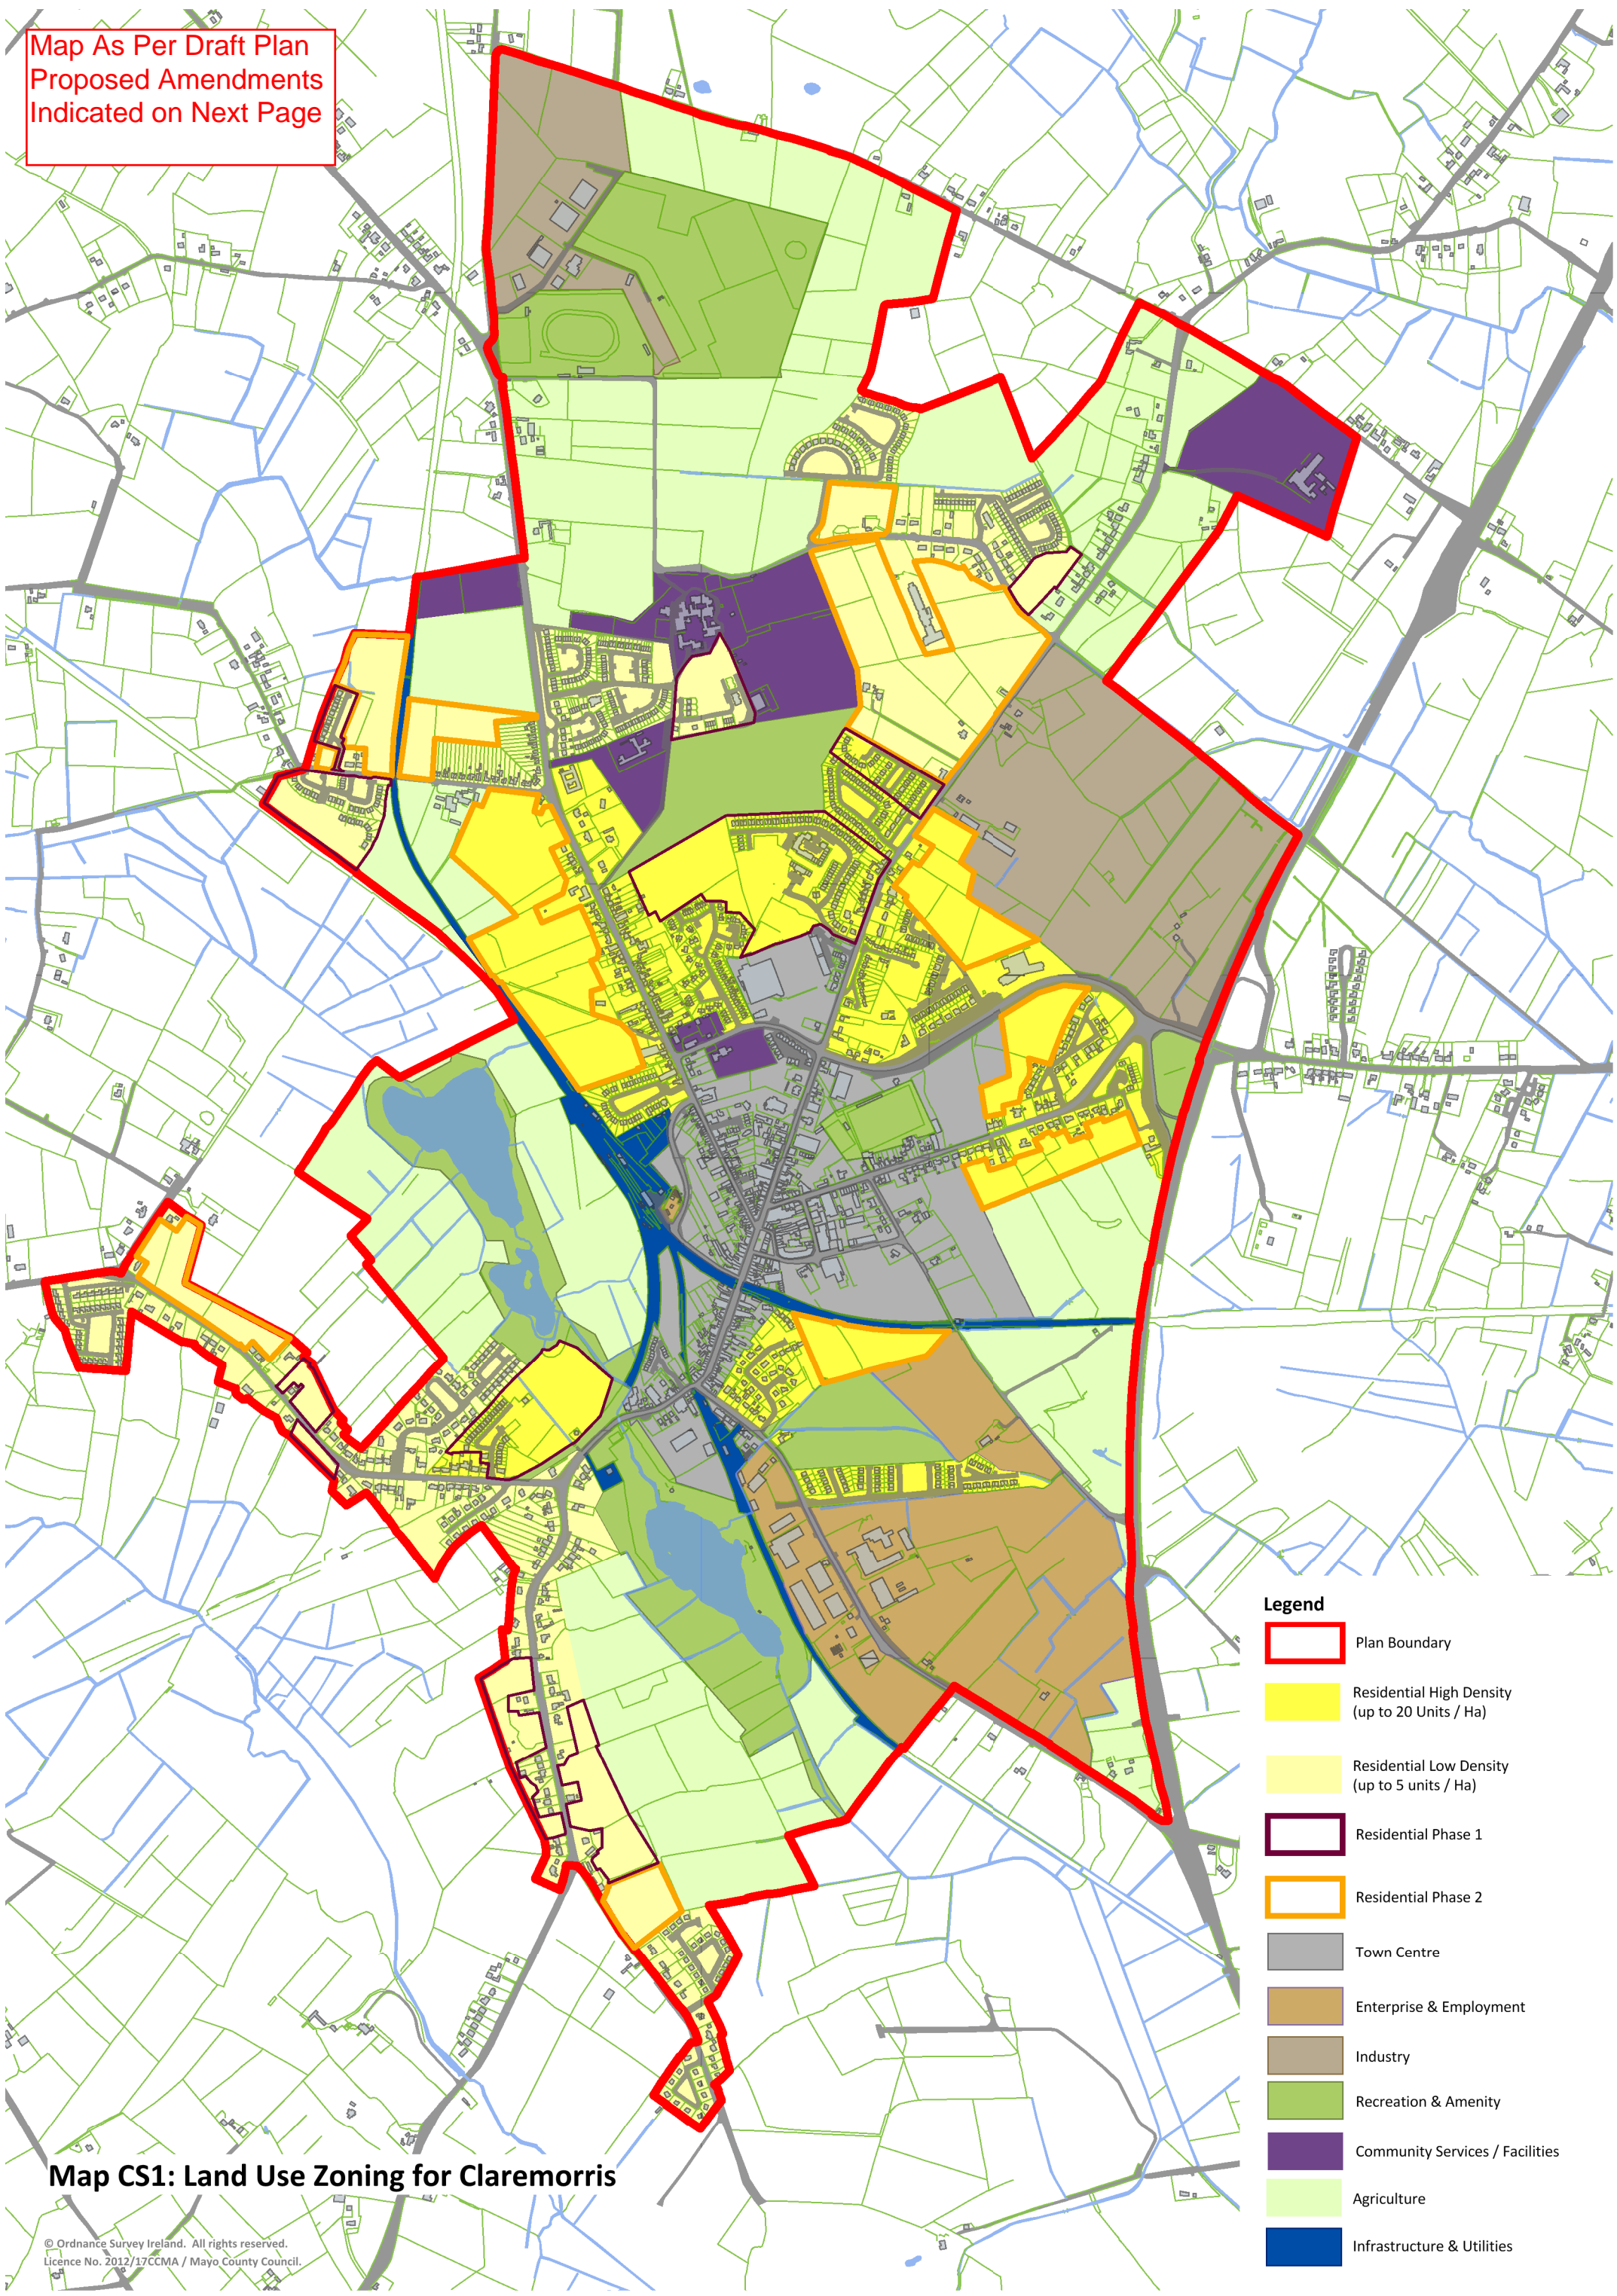 Map As Per Draft Plan
Proposed Amendments
Indicated on Next Page
Legend
Plan Boundary
Residential High Density
(up to 20 Units / Ha)
Residential Low Density
(up to 5 units / Ha)
Residential Phase 1
Residential Phase 2
Town Centre
Enterprise & Employment
Industry
Recreation & Amenity
Community Services / Facilities
Agriculture
Infrastructure & Utilities
Map CS1: Land Use Zoning for Claremorris
© Ordnance Survey Ireland. All rights reserved.
Licence No. 2012/17CCMA / Mayo County Council.